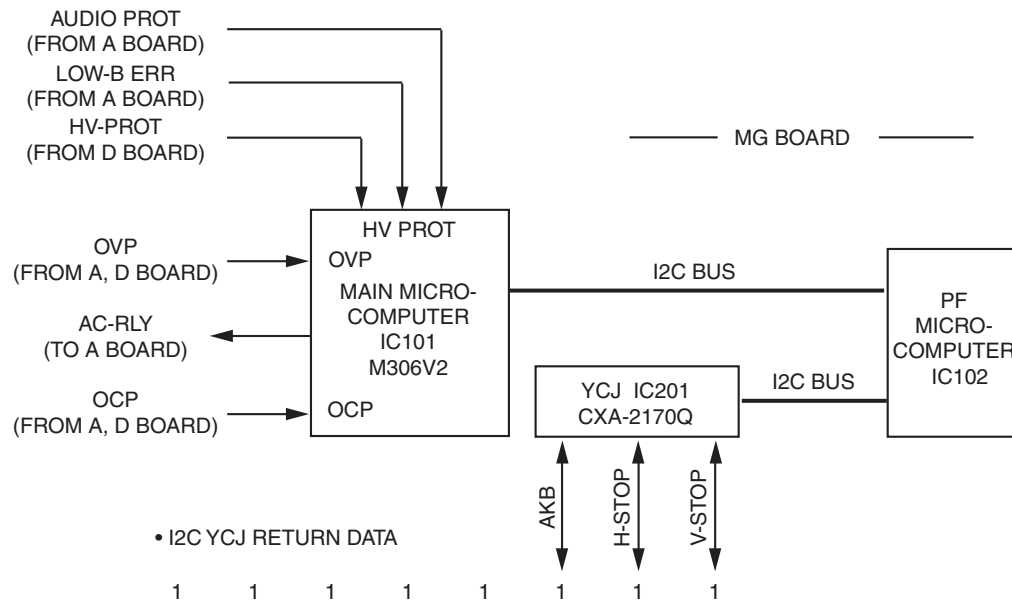 AUDIO PROT
(FROM A BOARD)
LOW-B ERR
(FROM A BOARD)
HV-PROT
(FROM D BOARD)
MG BOARD
HV PROT
OVP
(FROM A, D BOARD)
OVP
MAIN MICRO-
COMPUTER
IC101
M306V2
AC-RLY
(TO A BOARD)
OCP
(FROM A, D BOARD)
OCP
I2C BUS
PF
MICRO-
COMPUTER
IC102
YCJ IC201
CXA-2170Q
I2C BUS
AKB
H-STOP
V-STOP
• I2C YCJ RETURN DATA
1 1 1 1 1 1 1 1